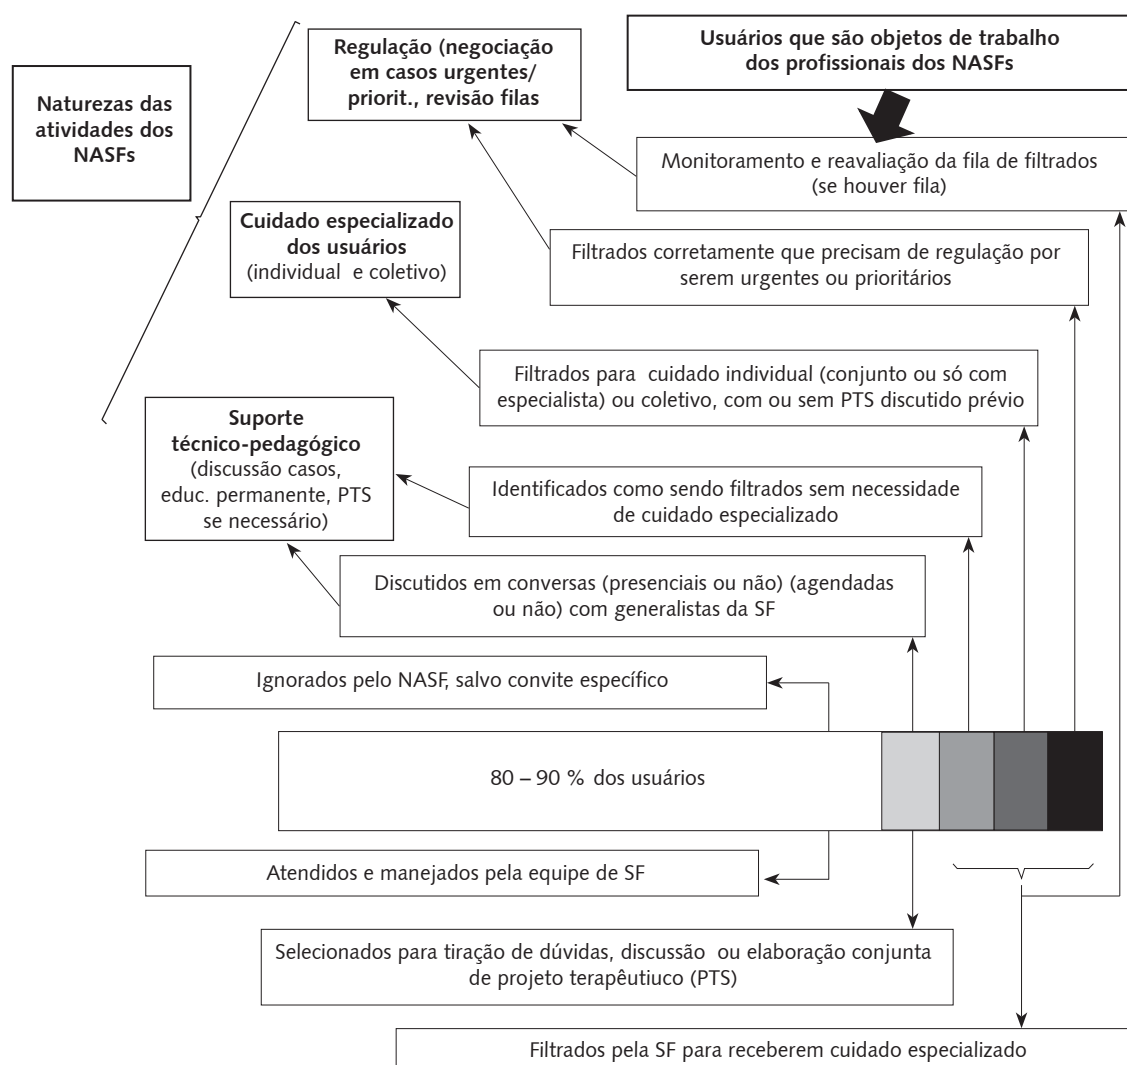 Regulação (negociação
em casos urgentes/
priorit., revisão filas
Usuários que são objetos de trabalho
dos profissionais dos NASFs
Naturezas das
atividades dos
NASFs
Monitoramento e reavaliação da fila de filtrados
(se houver fila)
Cuidado especializado
dos usuários
(individual e coletivo)
Filtrados corretamente que precisam de regulação por
serem urgentes ou prioritários
Filtrados para cuidado individual (conjunto ou só com
especialista) ou coletivo, com ou sem PTS discutido prévio
Suporte
técnico-pedagógico
(discussão casos,
educ. permanente, PTS
se necessário)
Identificados como sendo filtrados sem necessidade
de cuidado especializado
Discutidos em conversas (presenciais ou não) (agendadas
ou não) com generalistas da SF
Ignorados pelo NASF, salvo convite específico
80 – 90 % dos usuários
Atendidos e manejados pela equipe de SF
Selecionados para tiração de dúvidas, discussão ou elaboração conjunta
de projeto terapêutiuco (PTS)
Filtrados pela SF para receberem cuidado especializado